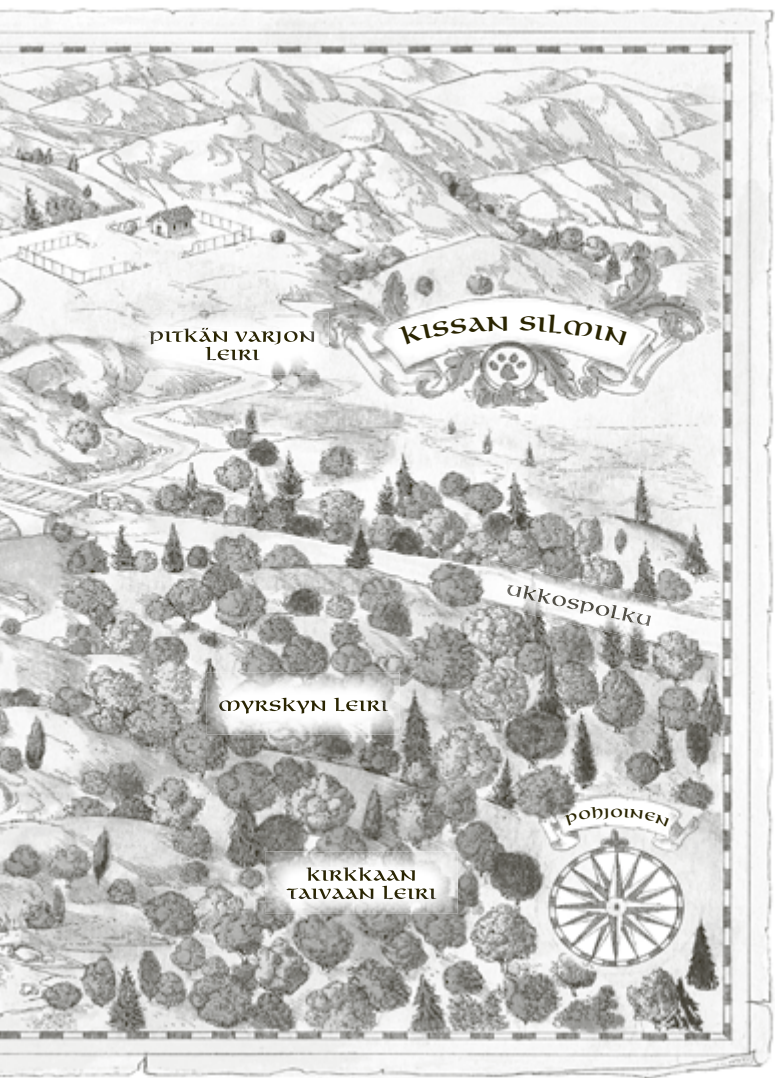 KISSAN SILMIN
PITKÄN VARJON
LEIRI
UKKOSPOLKU
MYRSKYN LEIRI
POHJOINEN
KIRKKAAN
TAIVAAN LEIRI